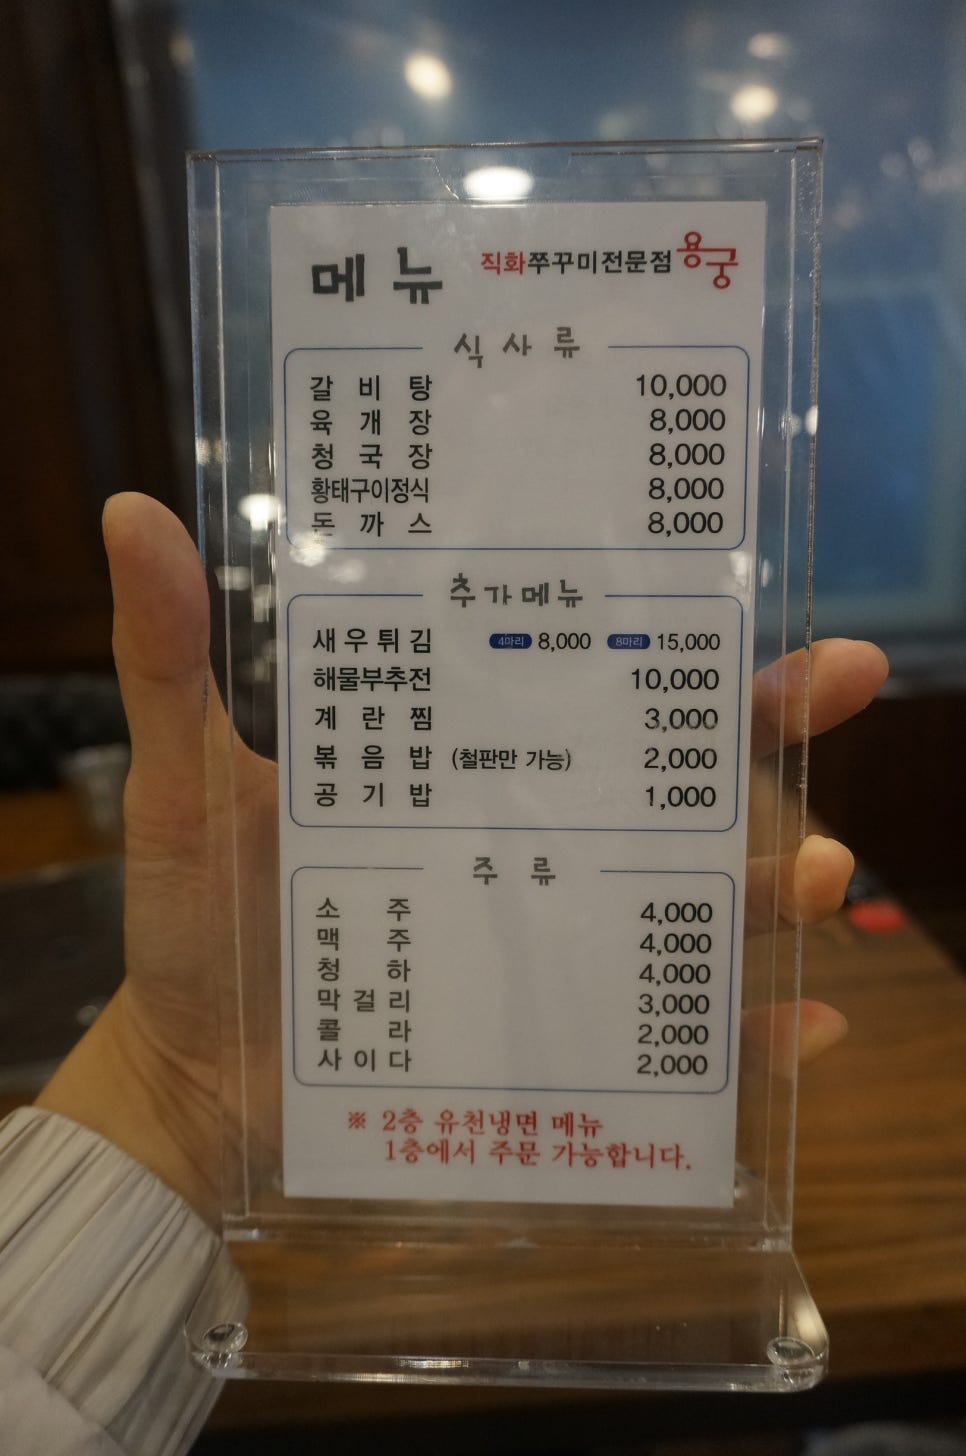 메뉴 직화쭈꾸미전문점 용궁
식사류
갈비탕 10,000
육개장 8,000
청국장 8,000
황태구이정식 8,000
돈까스 8,000
추가메뉴
새우튀김 4마리 8,000 8마리 15,000
해물부추전 10,000
계란찜 3,000
볶음밥 (철판만 가능) 2,000
공기밥 1,000
주류
소주 4,000
맥주 4,000
청하 4,000
막걸리 3,000
콜라 2,000
사이다 2,000
※ 2층 유천냉면 메뉴
1층에서 주문 가능합니다.